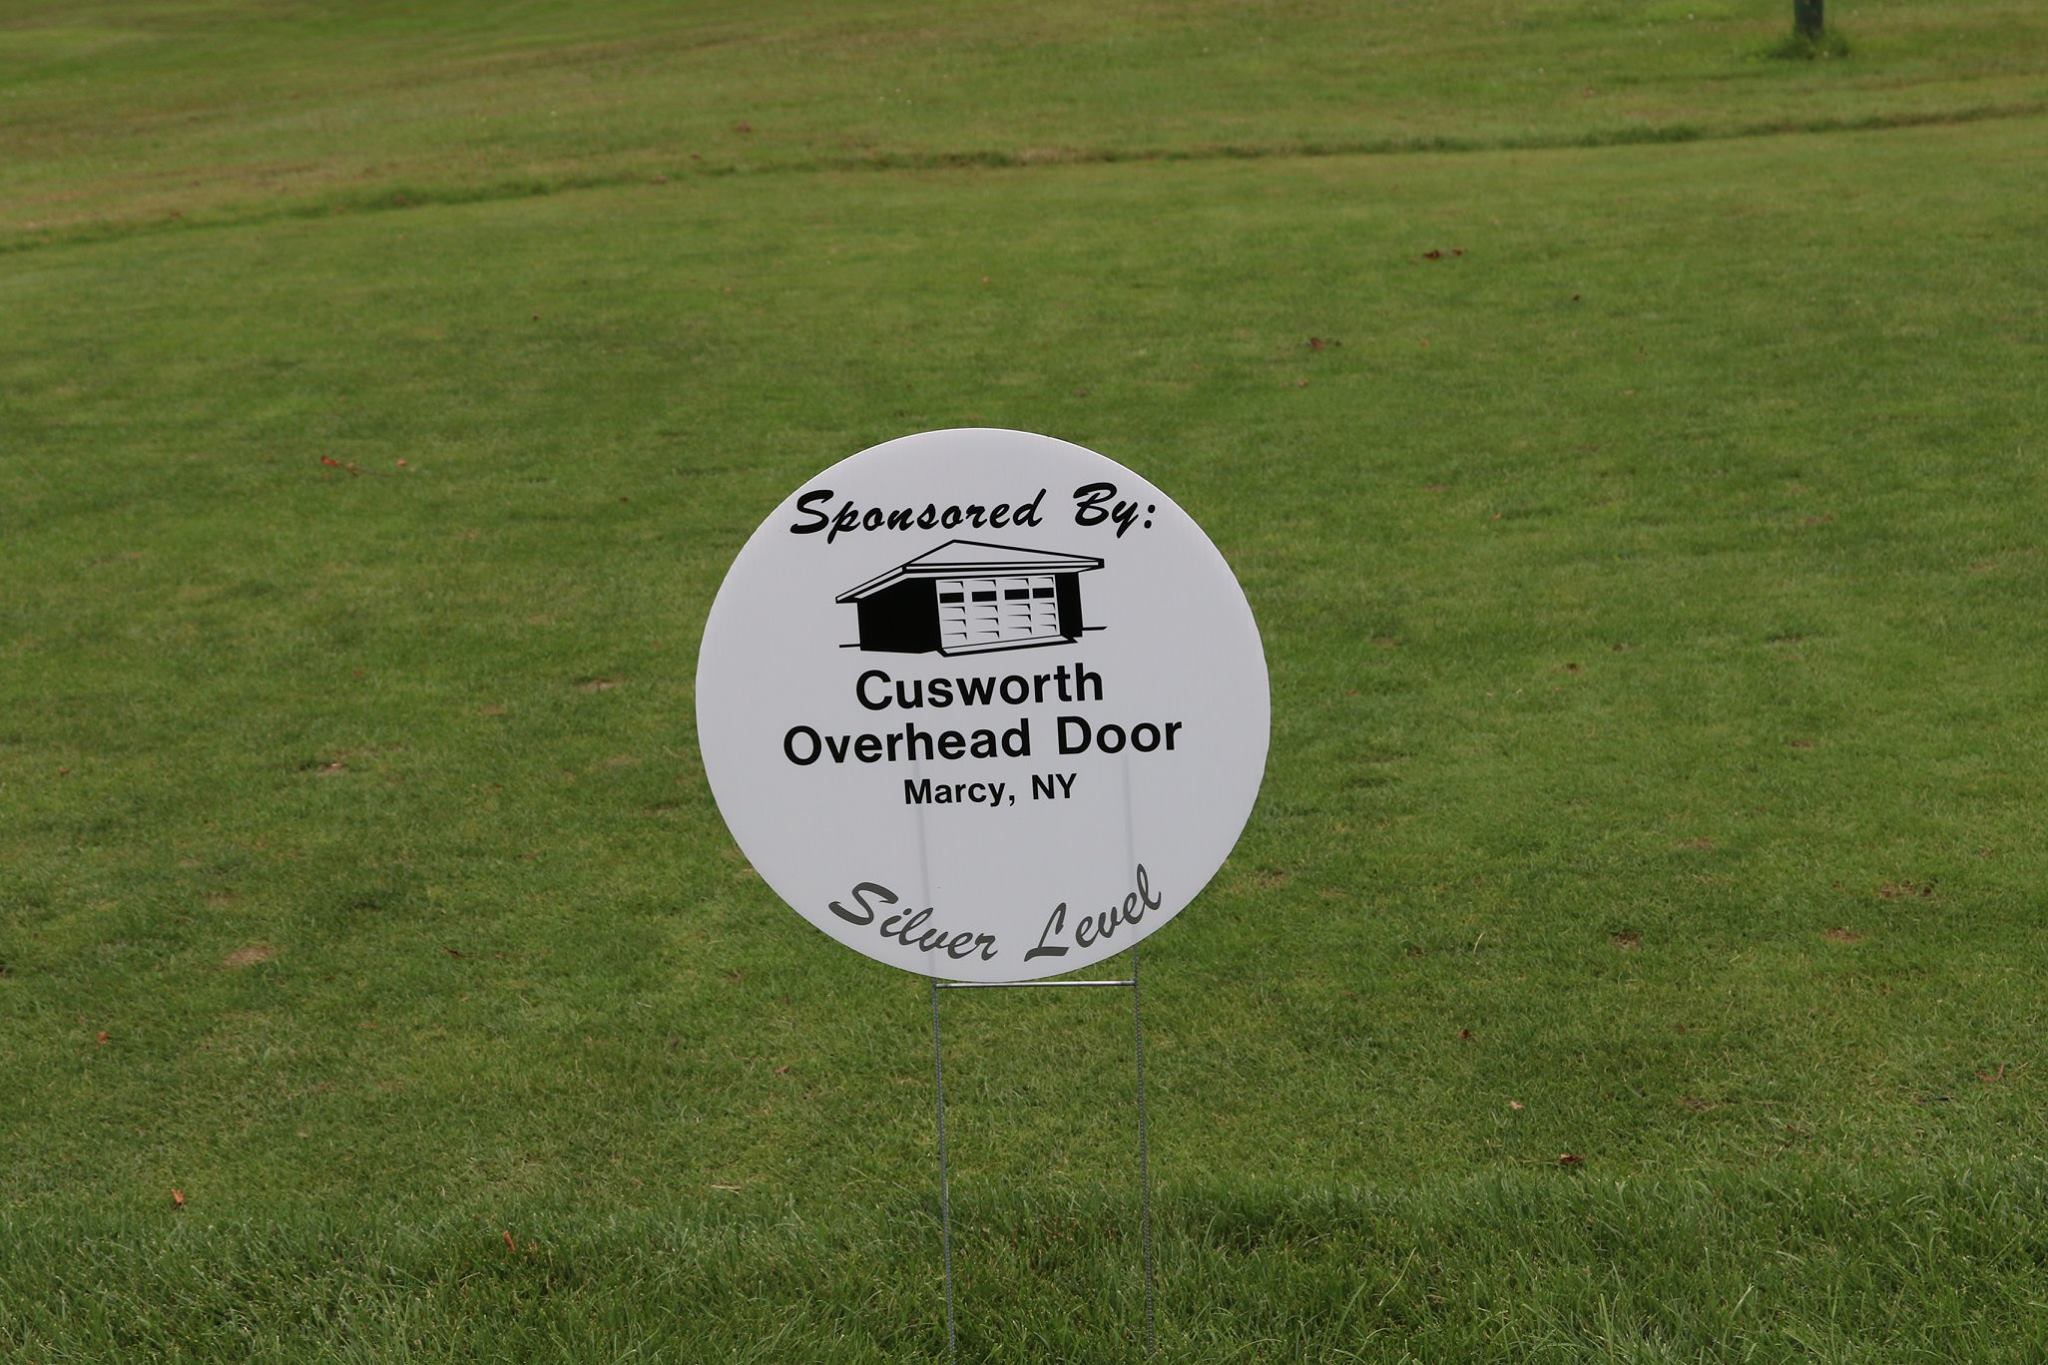 Sponsored By:
Cusworth
Overhead Door
Marcy, NY
Silver Level